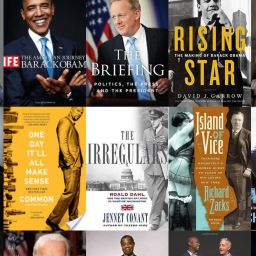 LIFE THE AMERICAN JOURNEY
BARACK OBAMA
THE
BRIEFING
POLITICS, THE PRESS
AND THE PRESIDENT
RISING
THE MAKING OF BARACK OBAMA
STAR
DAVID J. GARROW
ONE DAY
IT'LL ALL
MAKE
SENSE
COMMON
THE
IRREGULARS
ROALD DAHL
JENNET CONANT
Island
of
Vice
Richard
Zacks